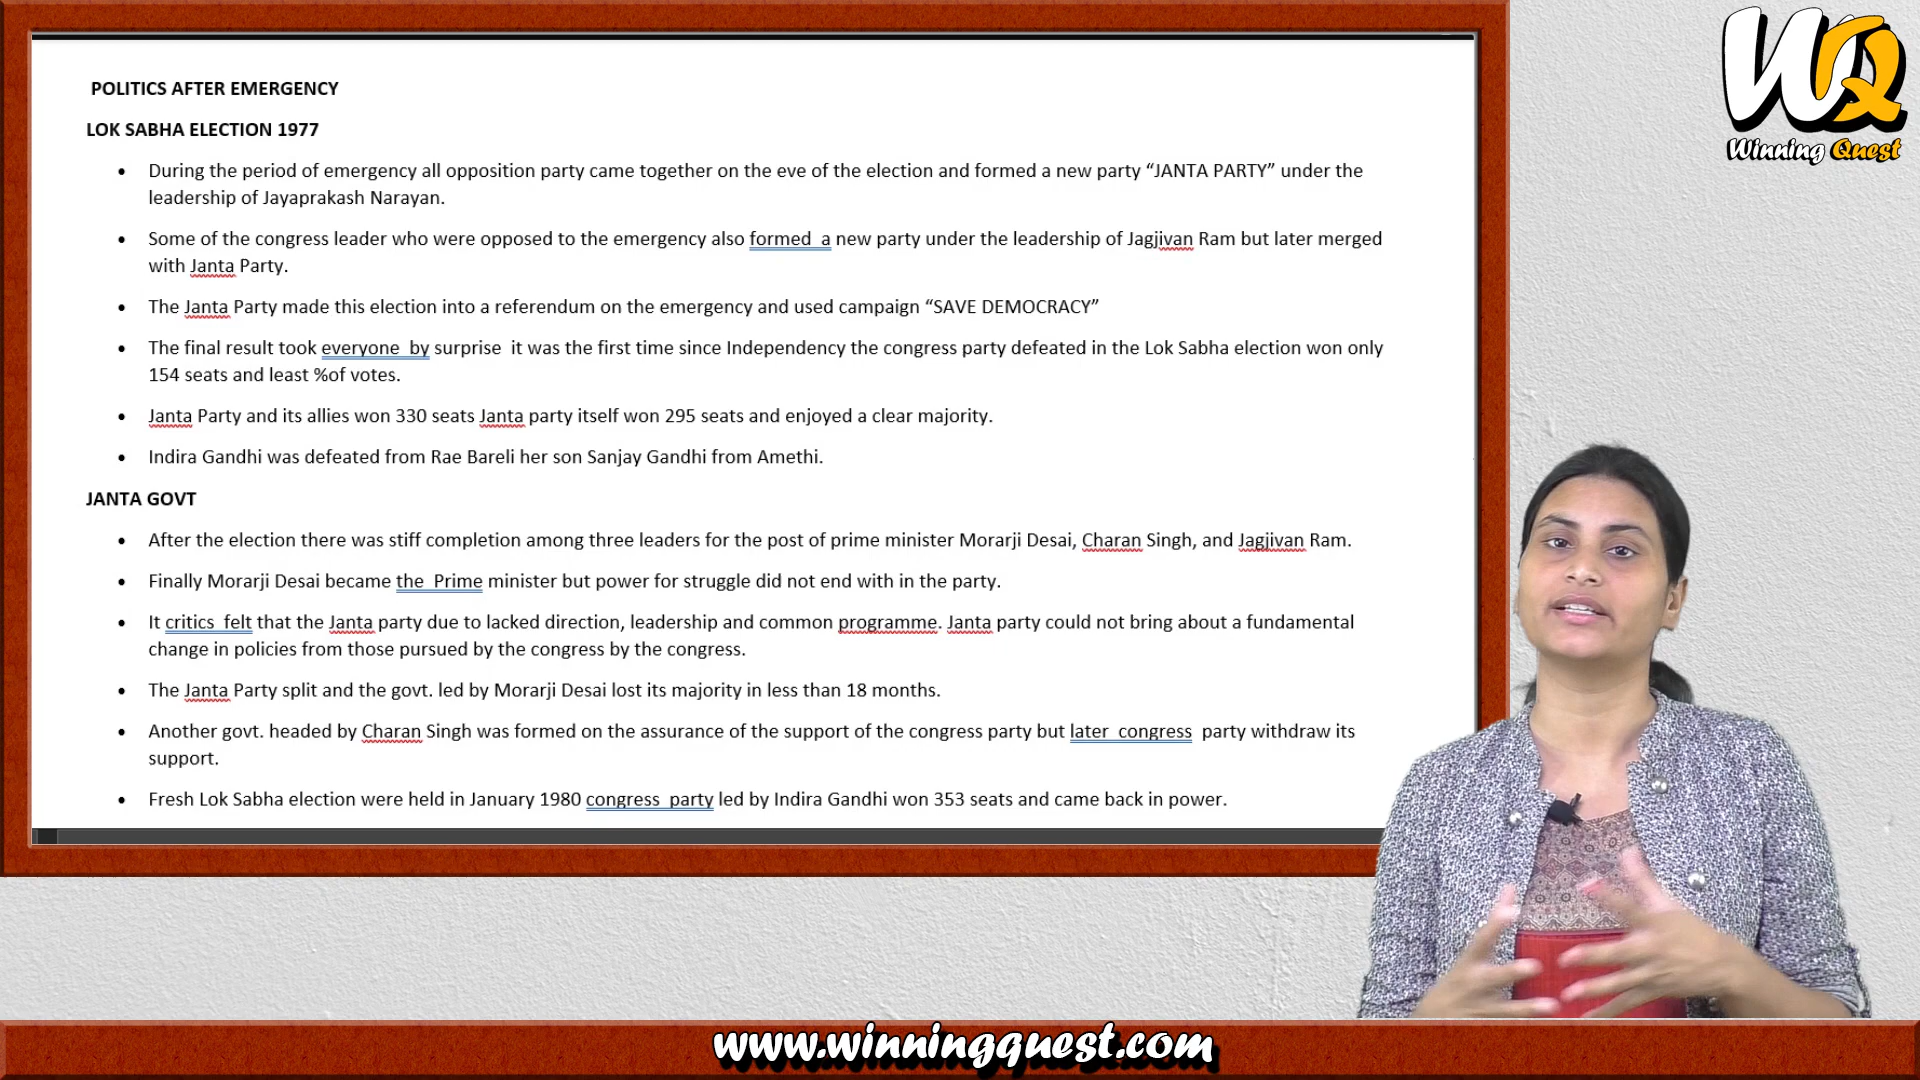 WQ
Winning Quest
POLITICS AFTER EMERGENCY
LOK SABHA ELECTION 1977
• During the period of emergency all opposition party came together on the eve of the election and formed a new party “JANTA PARTY” under the
leadership of Jayaprakash Narayan.
• Some of the congress leader who were opposed to the emergency also formed a new party under the leadership of Jagjivan Ram but later merged
with Janta Party.
• The Janta Party made this election into a referendum on the emergency and used campaign “SAVE DEMOCRACY”
• The final result took everyone by surprise it was the first time since Independency the congress party defeated in the Lok Sabha election won only
154 seats and least %of votes.
• Janta Party and its allies won 330 seats Janta party itself won 295 seats and enjoyed a clear majority.
• Indira Gandhi was defeated from Rae Bareli her son Sanjay Gandhi from Amethi.
JANTA GOVT
• After the election there was stiff completion among three leaders for the post of prime minister Morarji Desai, Charan Singh, and Jagjivan Ram.
• Finally Morarji Desai became the Prime minister but power for struggle did not end with in the party.
• It critics felt that the Janta party due to lacked direction, leadership and common programme. Janta party could not bring about a fundamental
change in policies from those pursued by the congress by the congress.
• The Janta Party split and the govt. led by Morarji Desai lost its majority in less than 18 months.
• Another govt. headed by Charan Singh was formed on the assurance of the support of the congress party but later congress party withdraw its
support.
• Fresh Lok Sabha election were held in January 1980 congress party led by Indira Gandhi won 353 seats and came back in power.
www.winningquest.com